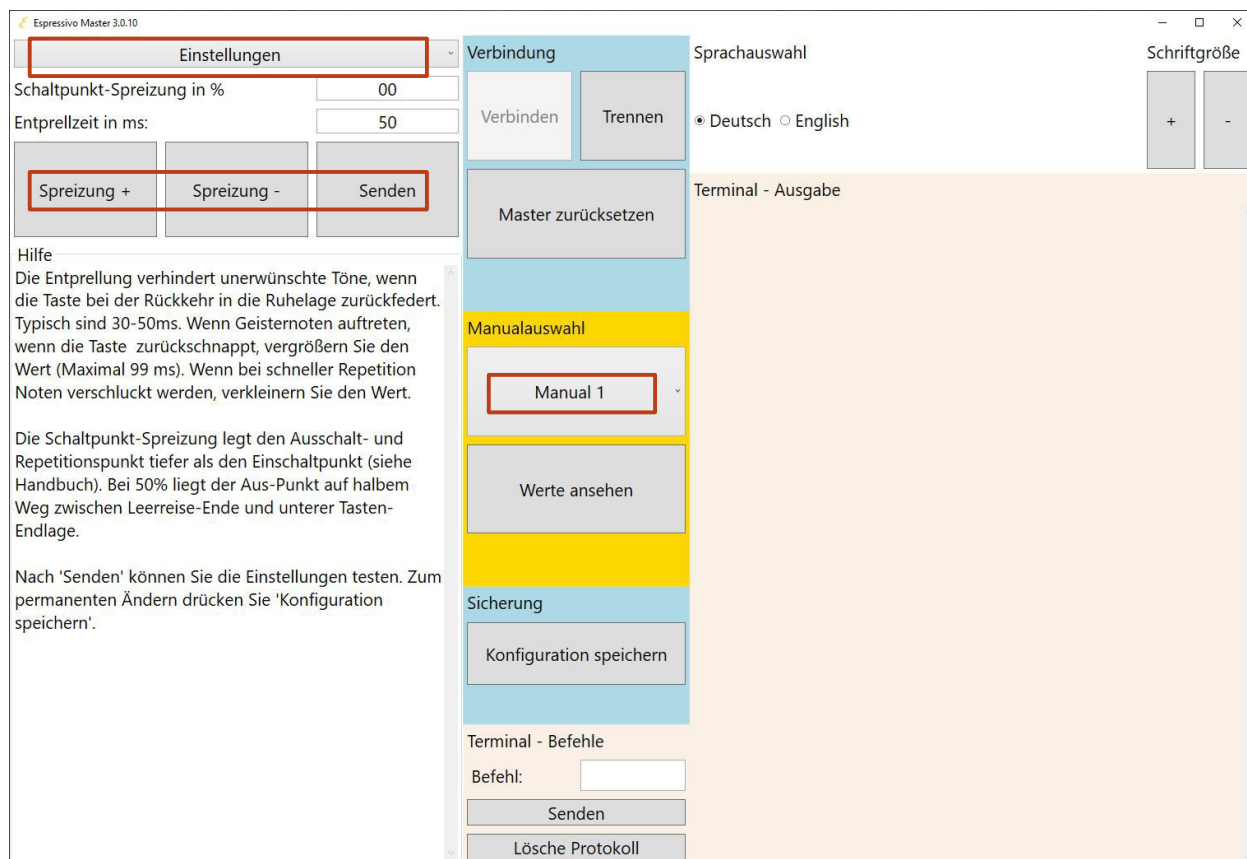 Espressivo Master 3.0.10
Einstellungen
Schaltpunkt-Spreizung in %
00
Entprellzeit in ms:
50
Spreizung +
Spreizung -
Senden
Hilfe
Die Entprellung verhindert unerwünschte Töne, wenn
die Taste bei der Rückkehr in die Ruhelage zurückfedert.
Typisch sind 30-50ms. Wenn Geisternoten auftreten,
wenn die Taste  zurückschnappt, vergrößern Sie den
Wert (Maximal 99 ms). Wenn bei schneller Repetition
Noten verschluckt werden, verkleinern Sie den Wert.
Die Schaltpunkt-Spreizung legt den Ausschalt- und
Repetitionspunkt tiefer als den Einschaltpunkt (siehe
Handbuch). Bei 50% liegt der Aus-Punkt auf halbem
Weg zwischen Leerreise-Ende und unterer Tasten-
Endlage.
Nach 'Senden' können Sie die Einstellungen testen. Zum
permanenten Ändern drücken Sie 'Konfiguration
speichern'.
Verbindung
Verbinden
Trennen
Master zurücksetzen
Manualauswahl
Manual 1
Werte ansehen
Sicherung
Konfiguration speichern
Terminal - Befehle
Befehl:
Senden
Lösche Protokoll
Sprachauswahl
Deutsch
English
Schriftgröße
+
-
Terminal - Ausgabe